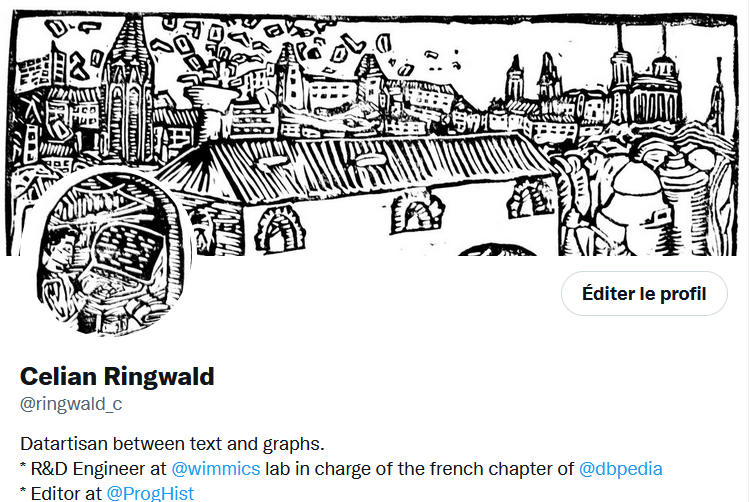 Éditer le profil
Celian Ringwald
@ringwald_c
Datartisan between text and graphs.
* R&D Engineer at @wimmics lab in charge of the french chapter of @dbpedia
* Editor at @ProgHist